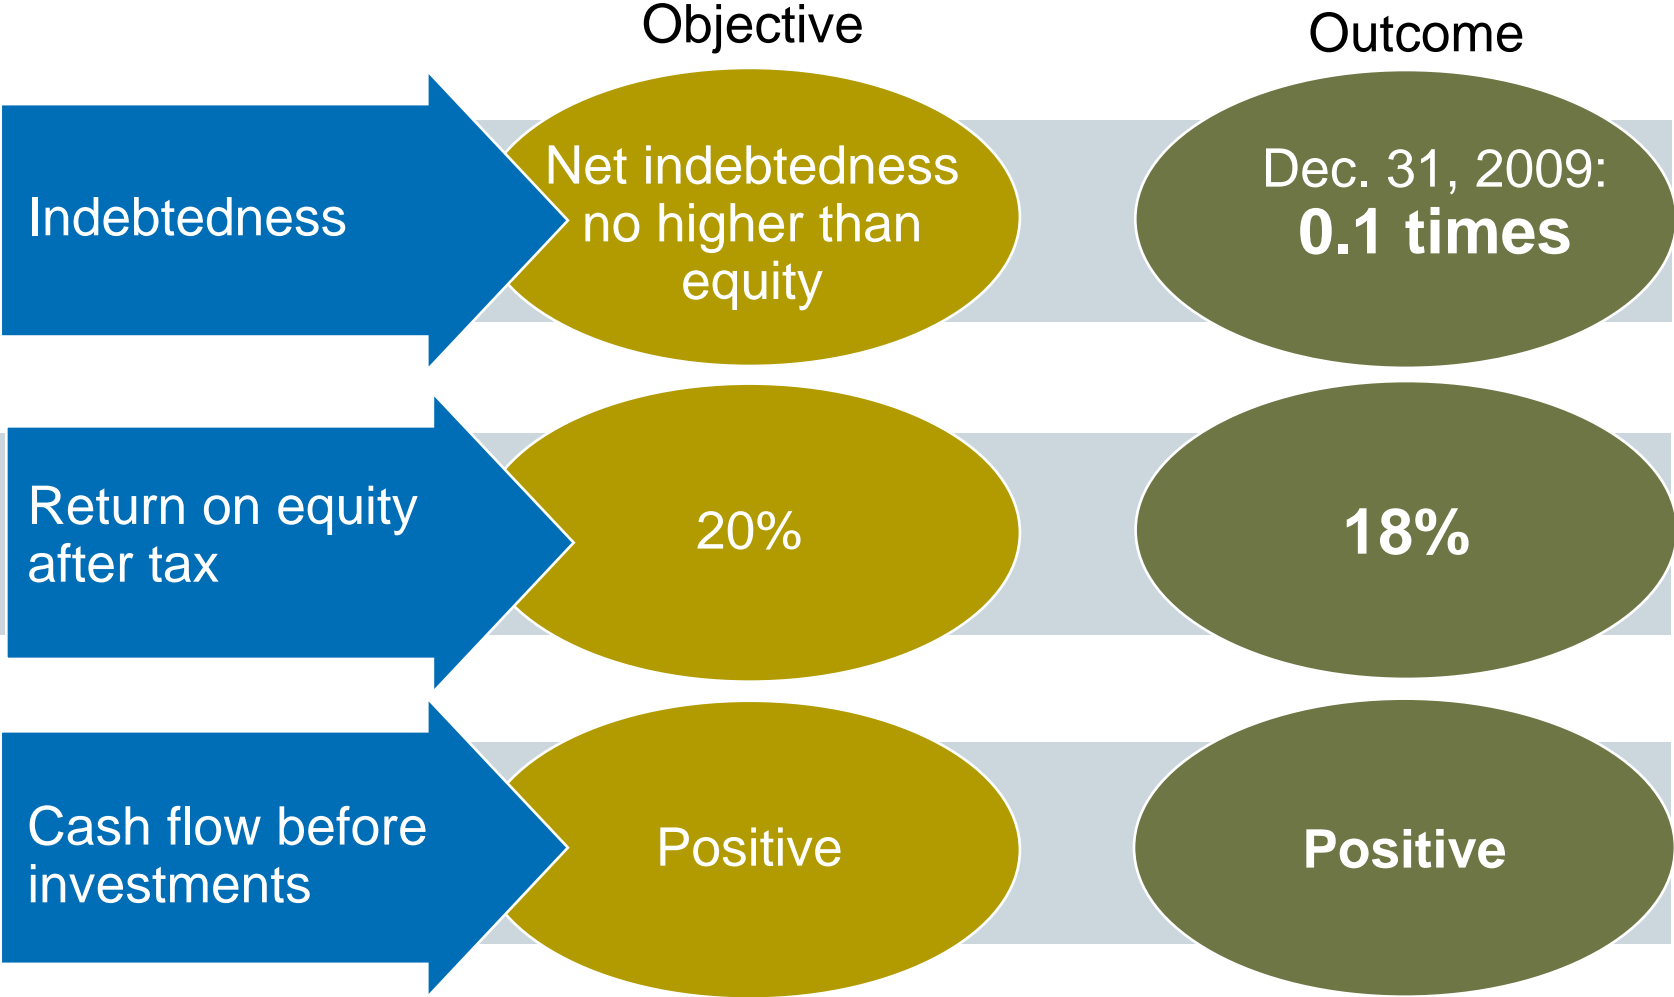 Objective
Outcome
Indebtedness
Net indebtedness
no higher than
equity
Dec. 31, 2009:
0.1 times
Return on equity
after tax
20%
18%
Cash flow before
investments
Positive
Positive